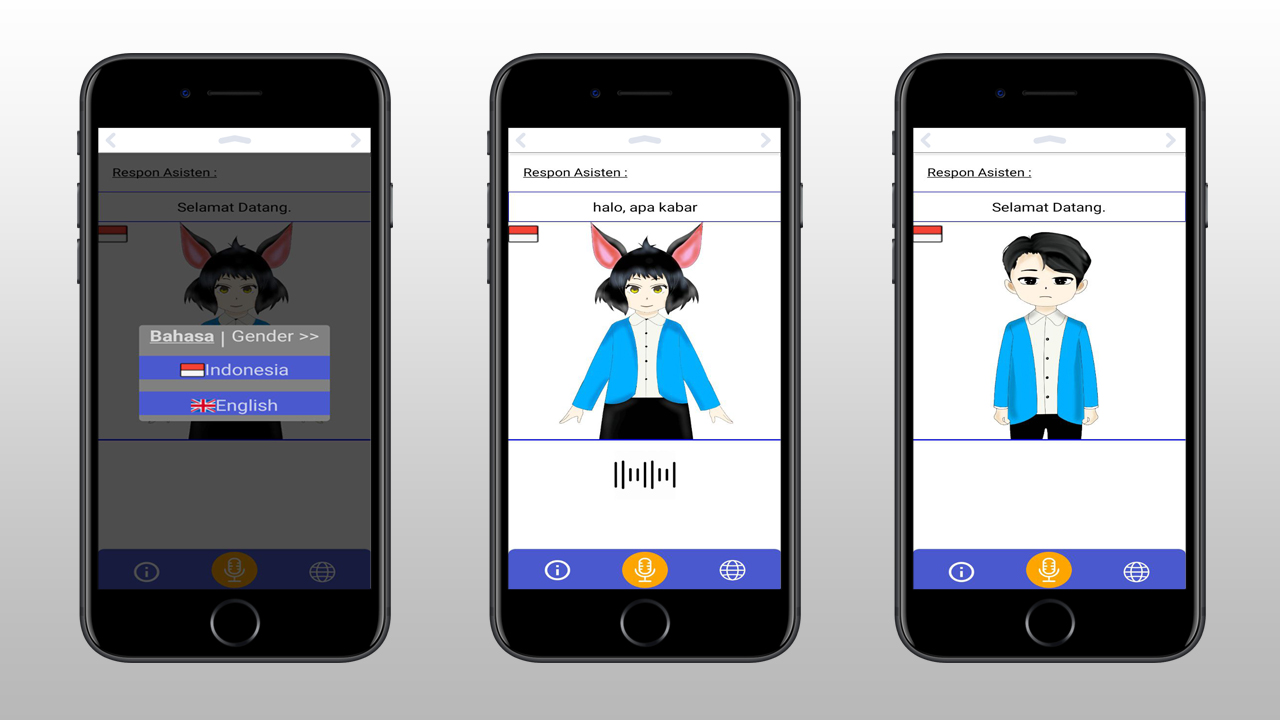 Respon Asisten :
Selamat Datang.
Bahasa | Gender >>
Indonesia
English
Respon Asisten :
halo, apa kabar
Respon Asisten :
Selamat Datang.